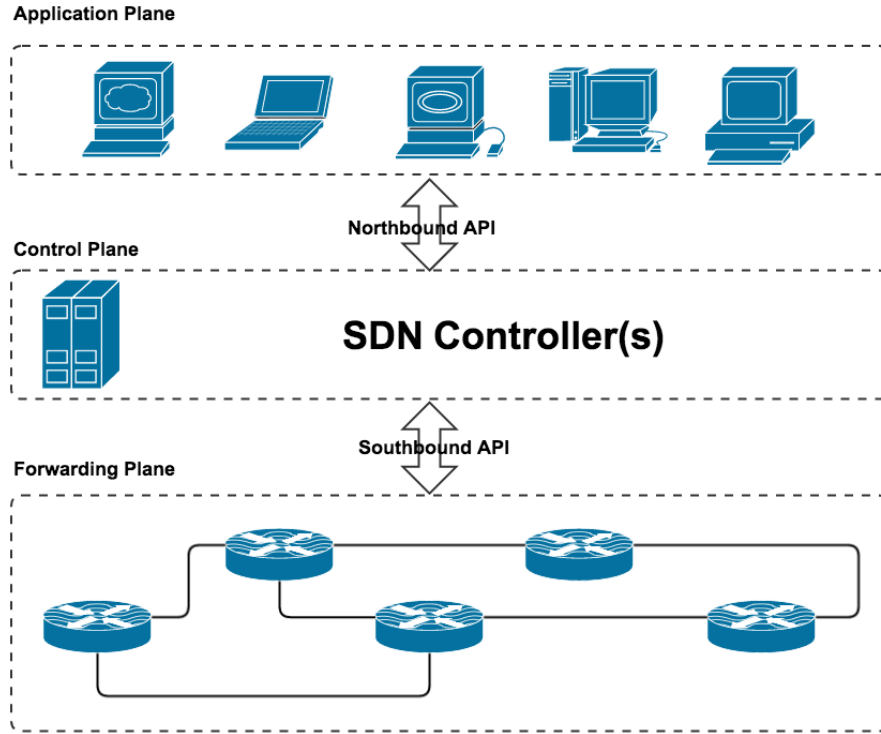 Application Plane
Northbound API
Control Plane
SDN Controller(s)
Southbound API
Forwarding Plane